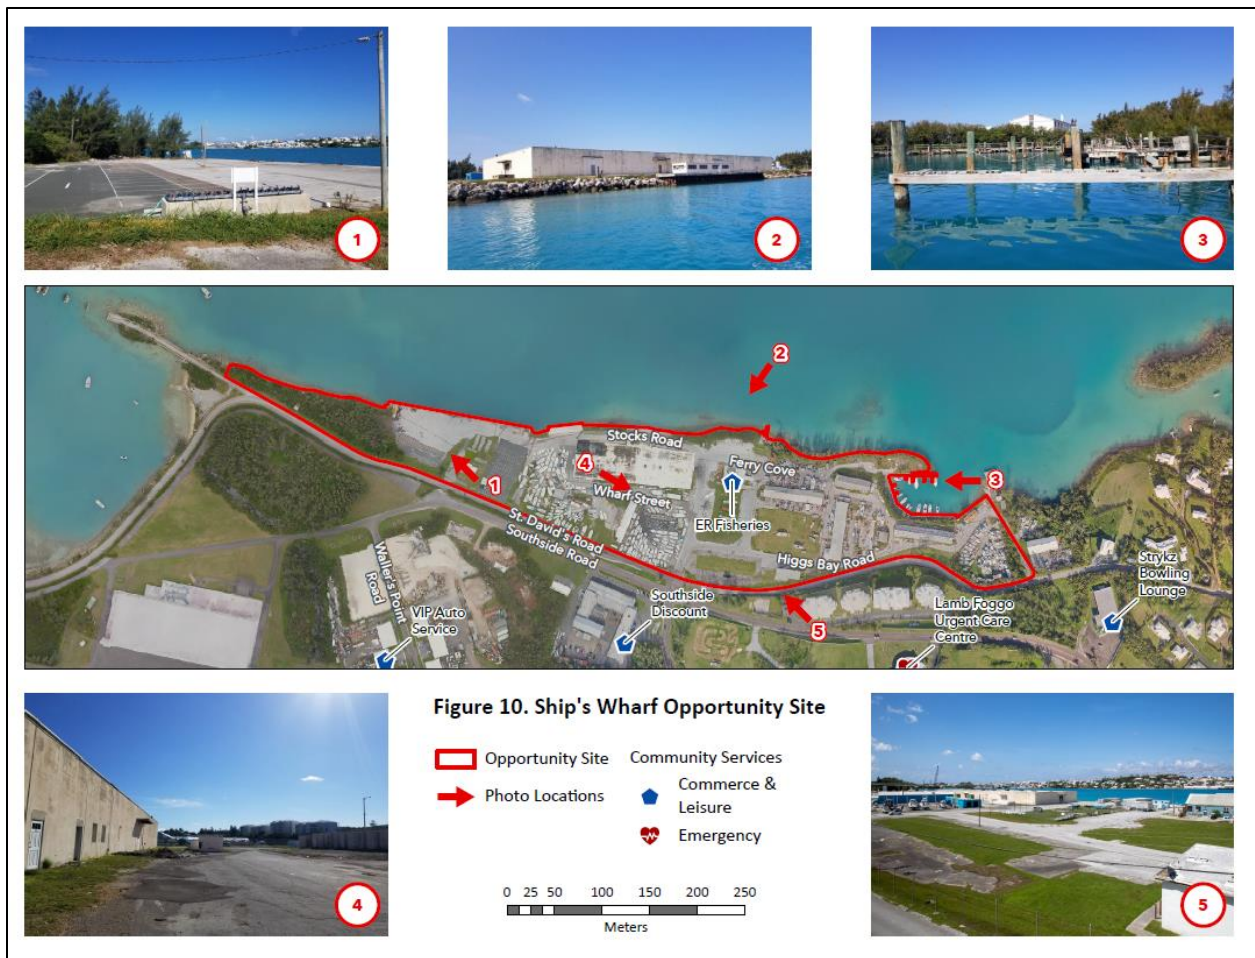 1
2
3
2
Stocks Road
4
Ferry Cove
1
Wharf Street
3
ER Fisheries
St. David's Road
Southside Road
Higgs Bay Road
Waller's Point
Road
VIP Auto
Service
Southside
Discount
5
Lamb Foggo
Urgent Care
Centre
Strykz
Bowling
Lounge
Figure 10. Ship's Wharf Opportunity Site
Opportunity Site
Photo Locations
Community Services
Commerce &
Leisure
Emergency
0 25 50 100 150 200 250
Meters
4
5